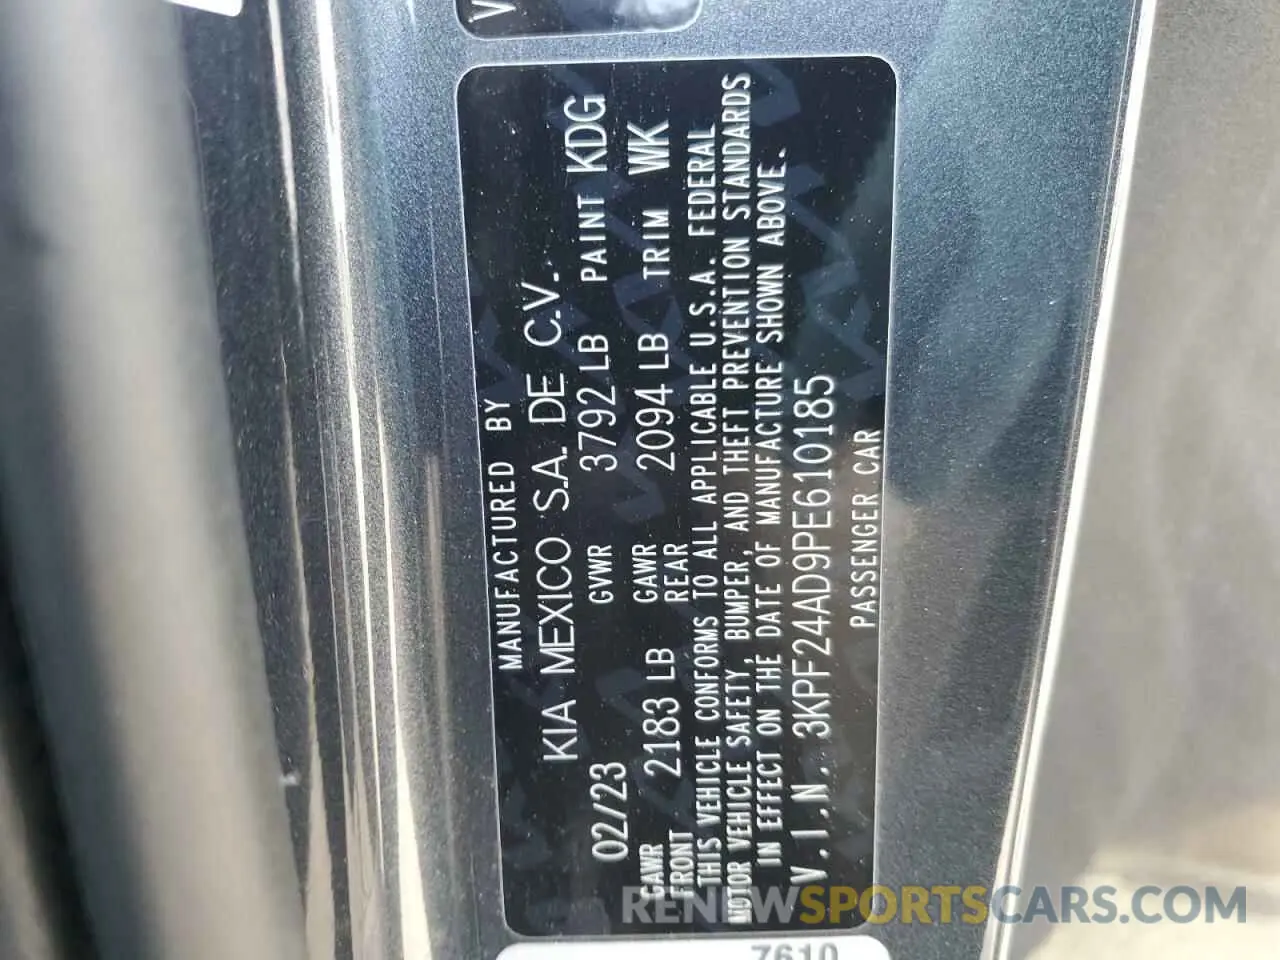 V
MANUFACTURED BY
KIA MEXICO S.A. DE C.V.
02/23 GVWR 3792 LB PAINT KDG
GAWR FRONT 2183 LB GAWR REAR 2094 LB TRIM WK
THIS VEHICLE CONFORMS TO ALL APPLICABLE U.S.A. FEDERAL
MOTOR VEHICLE SAFETY, BUMPER, AND THEFT PREVENTION STANDARDS
IN EFFECT ON THE DATE OF MANUFACTURE SHOWN ABOVE.
V.I.N. 3KPF24AD9PE610185
PASSENGER CAR
7610
RENEWSPORTSCARS.COM